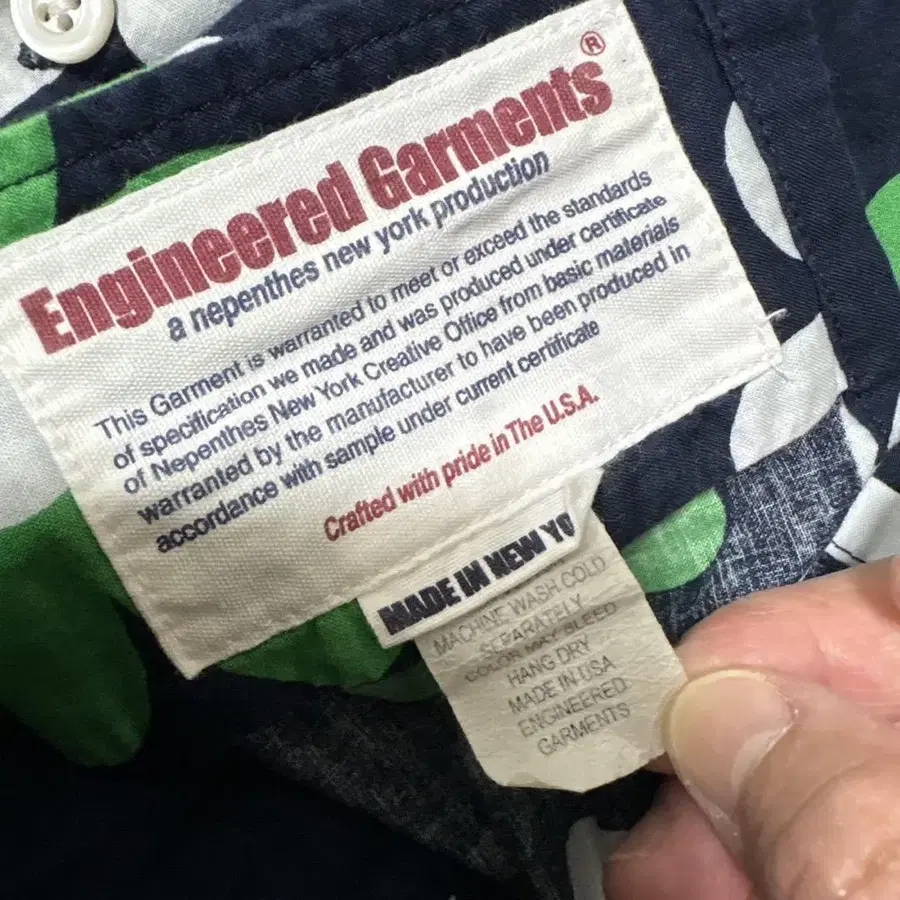 Engineered Garments®
a nepenthes new york production
This Garment is warranted to meet or exceed the standards
of specification we made and was produced under certificate
of Nepenthes New York Creative Office from basic materials
warranted by the manufacturer to have been produced in
accordance with sample under current certificate
Crafted with pride in The U.S.A.
MADE IN NEW YO
MACHINE WASH COLD
SEPARATELY
COLOR MAY BLEED
HANG DRY
MADE IN USA
ENGINEERED
GARMENTS